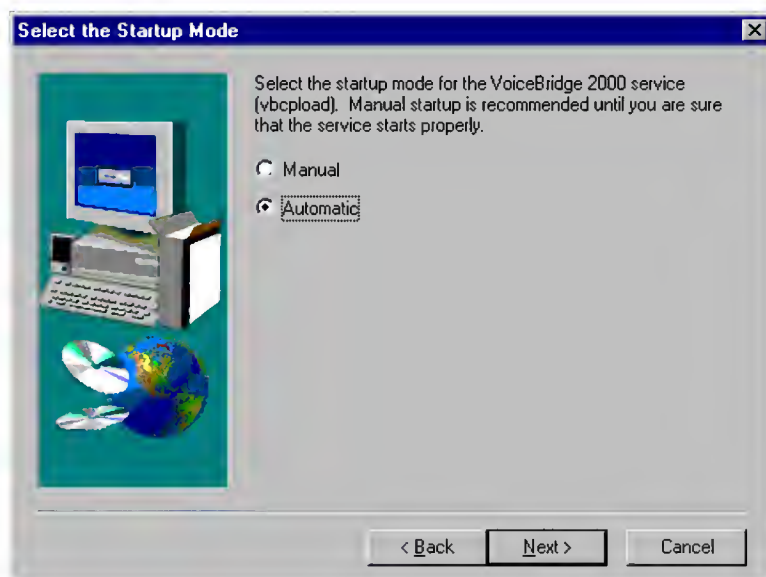 Select the Startup Mode
Select the startup mode for the VoiceBridge 2000 service
(vbcpload). Manual startup is recommended until you are sure
that the service starts properly.
Manual
Automatic
< Back
Next >
Cancel